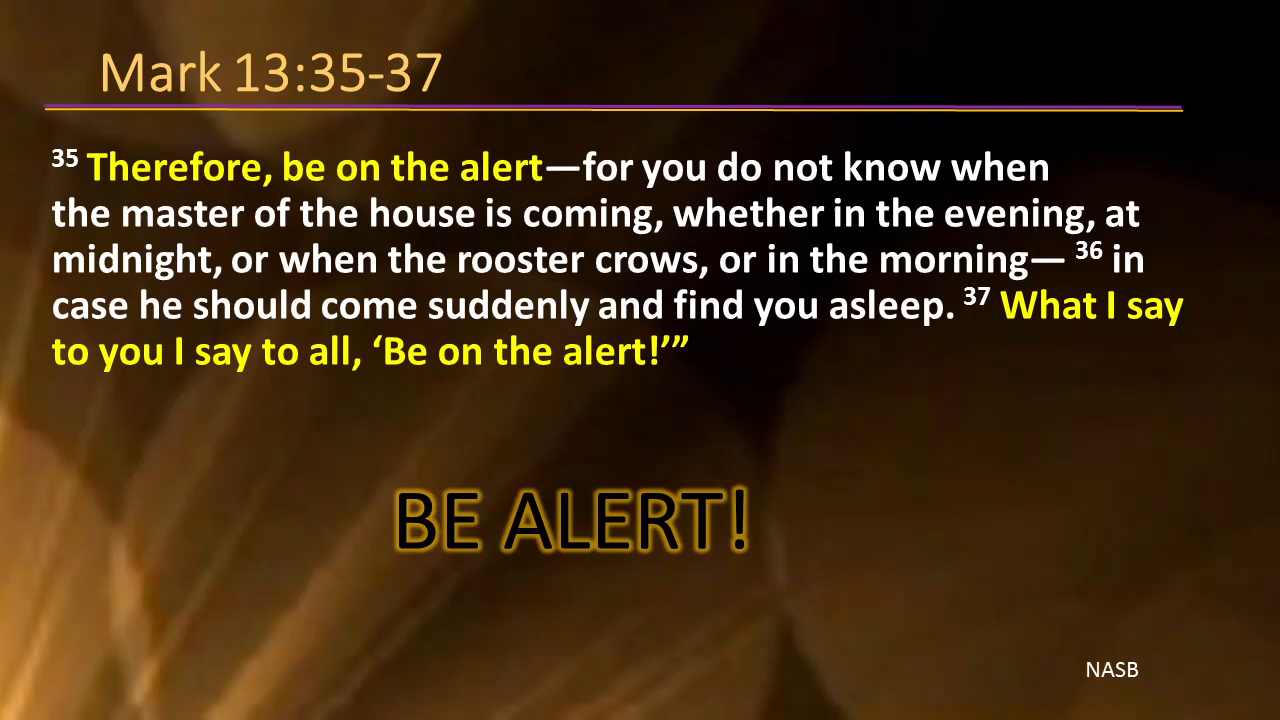 Mark 13:35-37
35 Therefore, be on the alert—for you do not know when
the master of the house is coming, whether in the evening, at
midnight, or when the rooster crows, or in the morning— 36 in
case he should come suddenly and find you asleep. 37 What I say
to you I say to all, ‘Be on the alert!’”
BE ALERT!
NASB